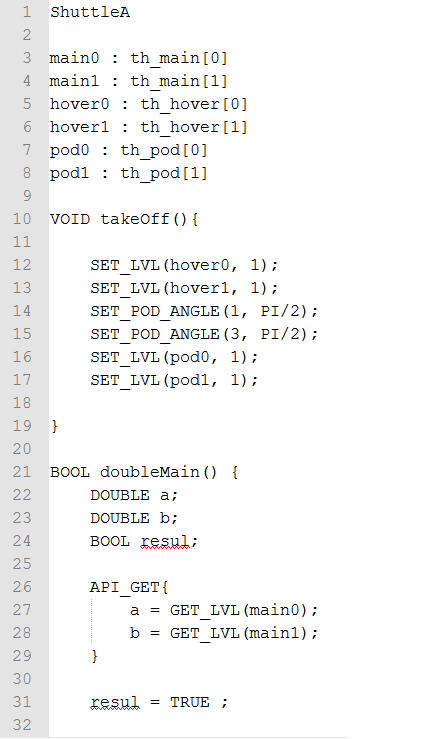 1 ShuttleA
2
3 main0 : th_main[0]
4 main1 : th_main[1]
5 hover0 : th_hover[0]
6 hover1 : th_hover[1]
7 pod0 : th_pod[0]
8 pod1 : th_pod[1]
9
10 VOID takeOff(){
11
12     SET_LVL(hover0, 1);
13     SET_LVL(hover1, 1);
14     SET_POD_ANGLE(1, PI/2);
15     SET_POD_ANGLE(3, PI/2);
16     SET_LVL(pod0, 1);
17     SET_LVL(pod1, 1);
18
19 }
20
21 BOOL doubleMain() {
22     DOUBLE a;
23     DOUBLE b;
24     BOOL resul;
25
26     API_GET{
27         a = GET_LVL(main0);
28         b = GET_LVL(main1);
29     }
30
31     resul = TRUE ;
32